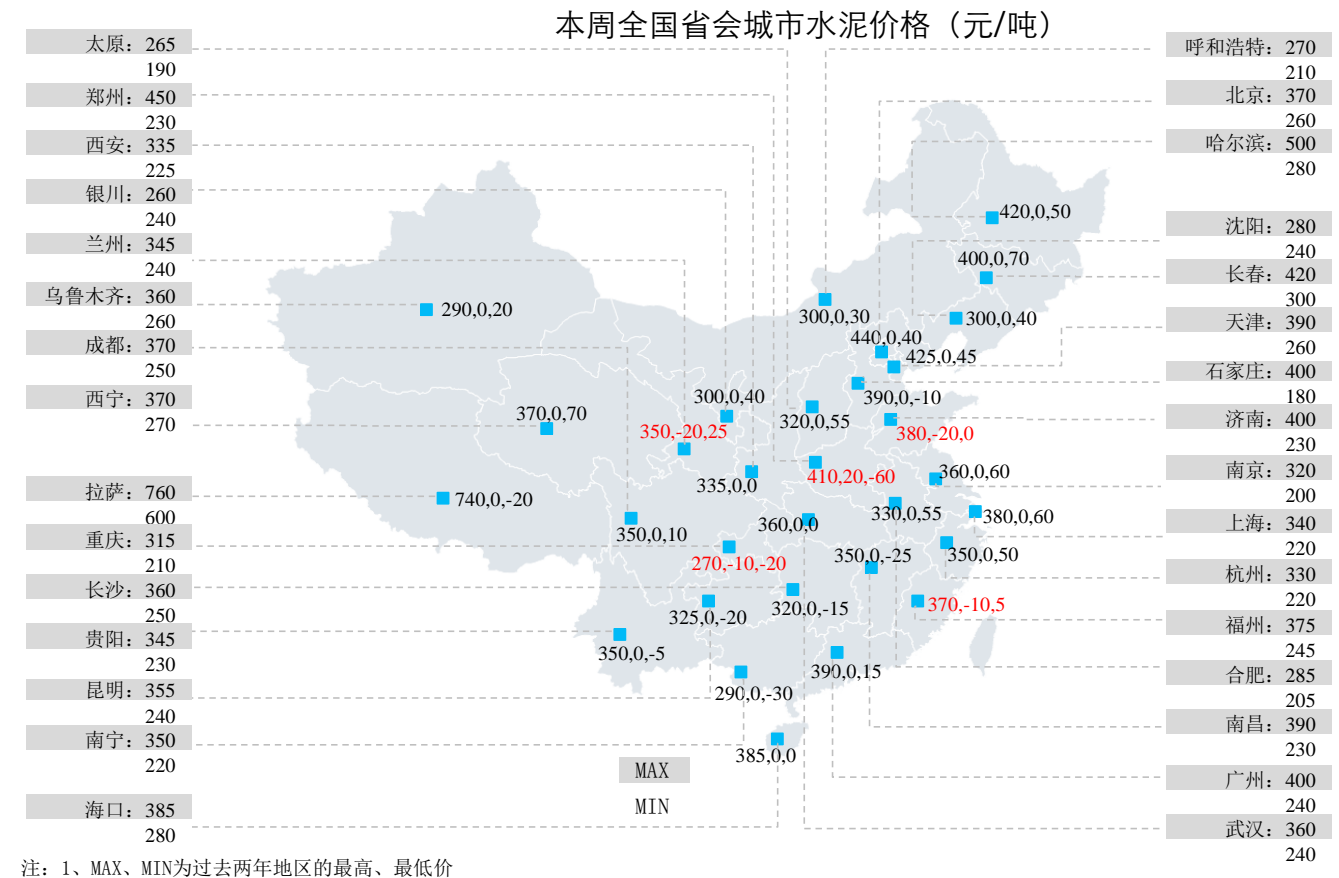 本周全国省会城市水泥价格（元/吨）
太原：265
190
郑州：450
230
西安：335
225
银川：260
240
兰州：345
240
乌鲁木齐：360
260
成都：370
250
西宁：370
270
拉萨：760
600
重庆：315
210
长沙：360
250
贵阳：345
230
昆明：355
240
南宁：350
220
海口：385
280
420,0,50
400,0,70
290,0,20
300,0,30
300,0,40
440,0,40
425,0,45
390,0,-10
300,0,40
370,0,70
320,0,55
350,-20,25
380,-20,0
410,20,-60
360,0,60
335,0,0
740,0,-20
330,0,55
380,0,60
360,0,0
350,0,10
350,0,-25
350,0,50
270,-10,-20
370,-10,5
320,0,-15
325,0,-20
350,0,-5
390,0,15
290,0,-30
385,0,0
MAX
MIN
呼和浩特：270
210
北京：370
260
哈尔滨：500
280
沈阳：280
240
长春：420
300
天津：390
260
石家庄：400
180
济南：400
230
南京：320
200
上海：340
220
杭州：330
220
福州：375
245
合肥：285
205
南昌：390
230
广州：400
240
武汉：360
240
注：1、MAX、MIN为过去两年地区的最高、最低价